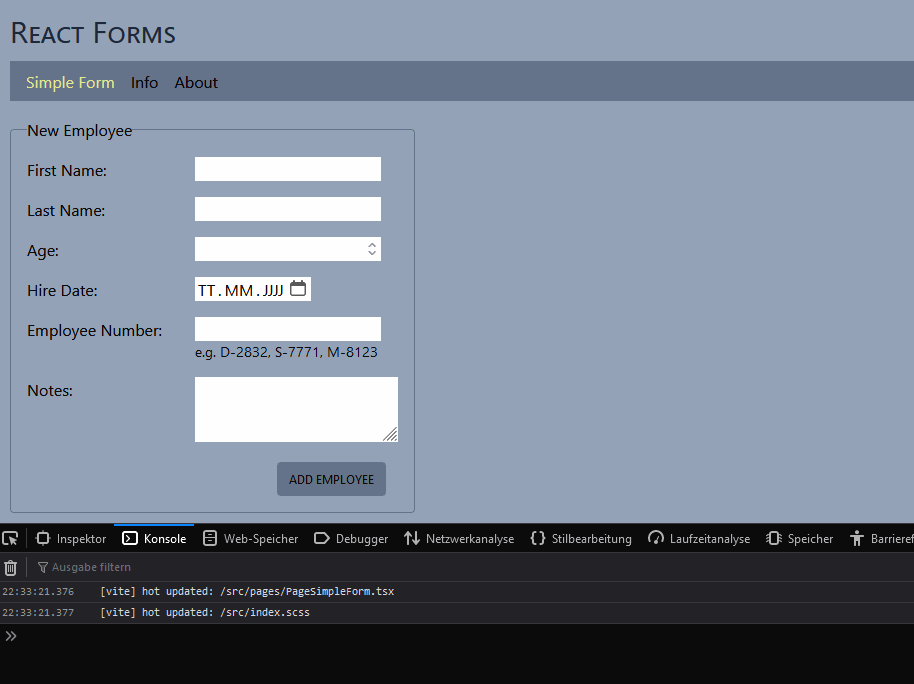 React Forms
Simple Form Info About
New Employee
First Name:
Last Name:
Age:
Hire Date: TT.MM.JJJJ
Employee Number:
e.g. D-2832, S-7771, M-8123
Notes:
ADD EMPLOYEE
Inspektor Konsole Web-Speicher Debugger Netzwerkanalyse Stilbearbeitung Laufzeitanalyse Speicher Barrieref
Ausgabe filtern
22:33:21.376 [vite] hot updated: /src/pages/PageSimpleForm.tsx
22:33:21.377 [vite] hot updated: /src/index.scss